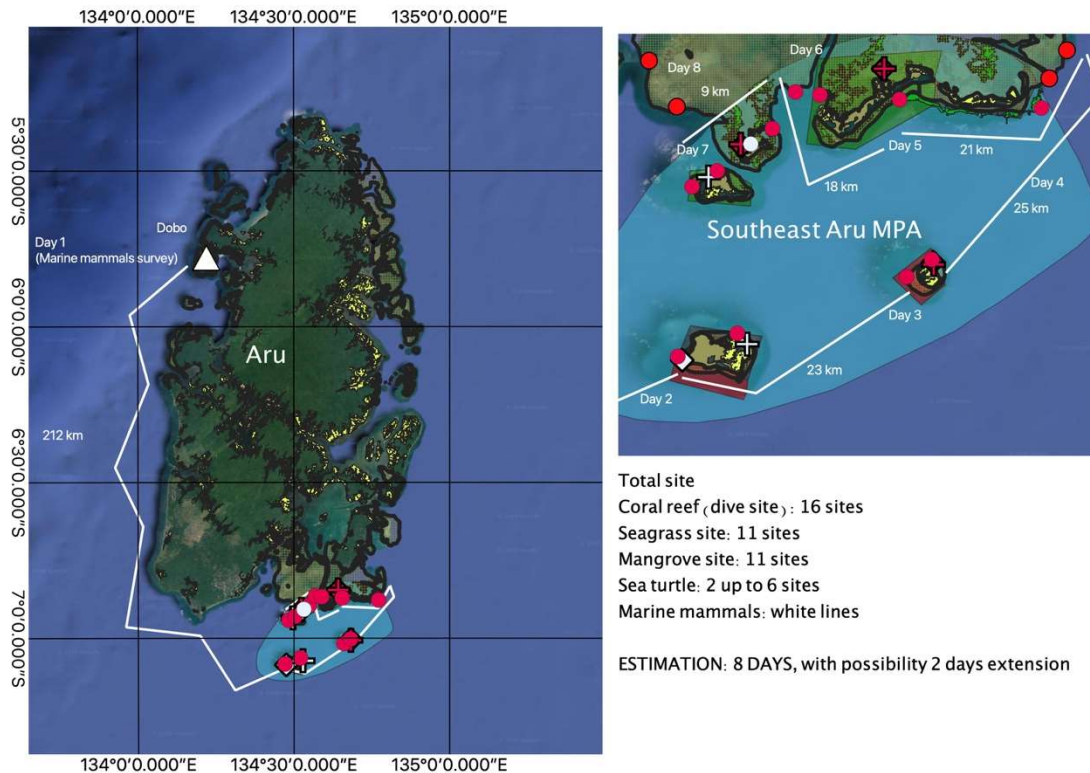 134°0′0.000″E 134°30′0.000″E 135°0′0.000″E
5°30′0.000″S
6°0′0.000″S
6°30′0.000″S
7°0′0.000″S
Dobo
Day 1
(Marine mammals survey)
Aru
212 km
134°0′0.000″E 134°30′0.000″E 135°0′0.000″E
Day 6
Day 8
9 km
Day 7
Day 5
21 km
18 km
Day 4
25 km
Southeast Aru MPA
Day 3
23 km
Day 2
Total site
Coral reef (dive site): 16 sites
Seagrass site: 11 sites
Mangrove site: 11 sites
Sea turtle: 2 up to 6 sites
Marine mammals: white lines
ESTIMATION: 8 DAYS, with possibility 2 days extension